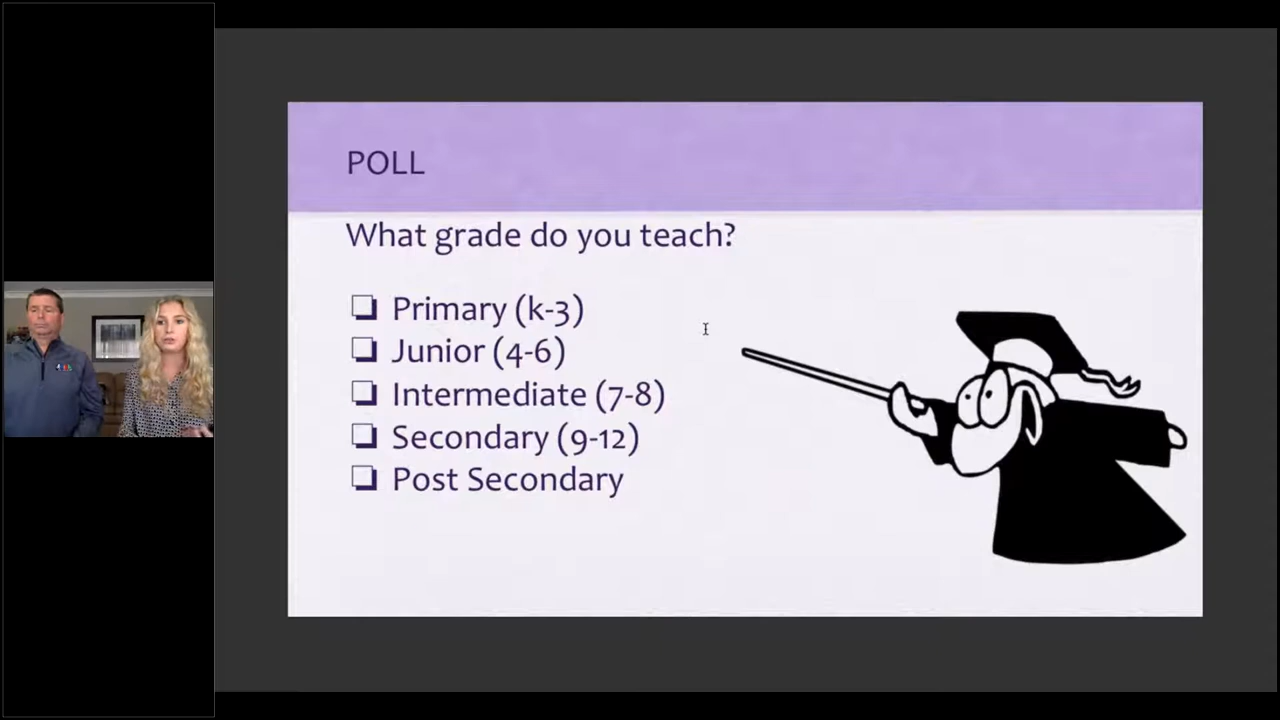 POLL
What grade do you teach?
Primary (k-3)
Junior (4-6)
Intermediate (7-8)
Secondary (9-12)
Post Secondary